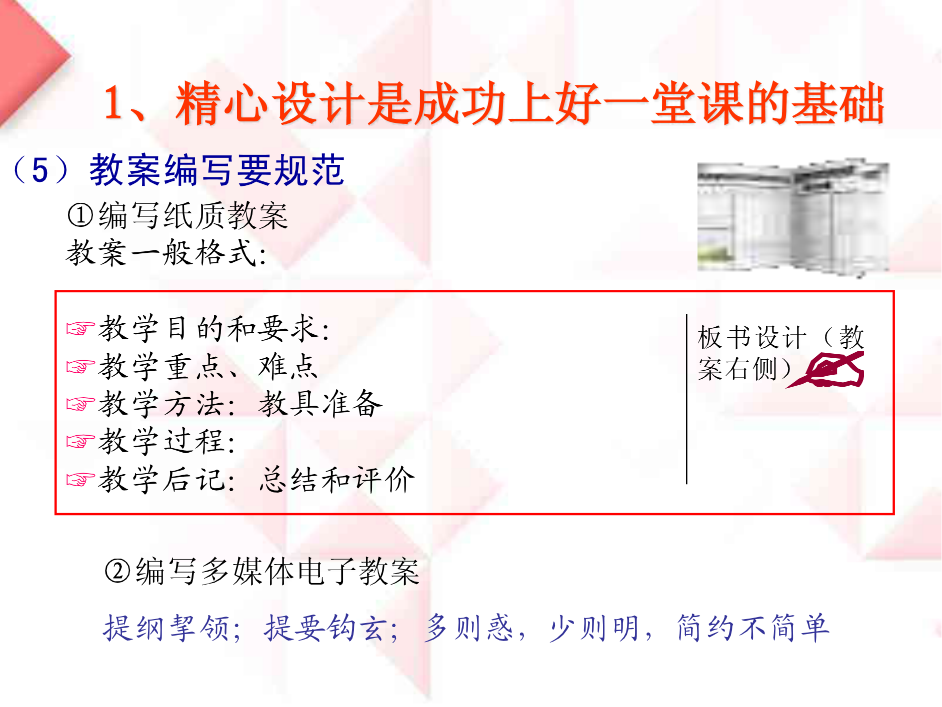 1、精心设计是成功上好一堂课的基础
（5）教案编写要规范
①编写纸质教案
教案一般格式：
教学目的和要求：
教学重点、难点
教学方法：教具准备
教学过程：
教学后记：总结和评价
板书设计（教
案右侧）
②编写多媒体电子教案
提纲挈领；提要钩玄；多则惑，少则明，简约不简单